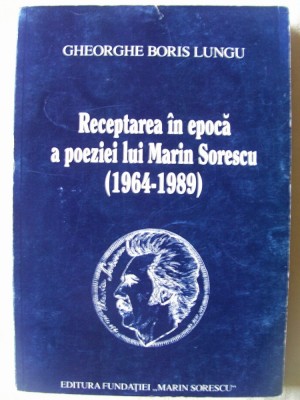 GHEORGHE BORIS LUNGU
Receptarea în epocă
a poeziei lui Marin Sorescu
(1964-1989)
EDITURA FUNDAȚIEI „MARIN SORESCU"